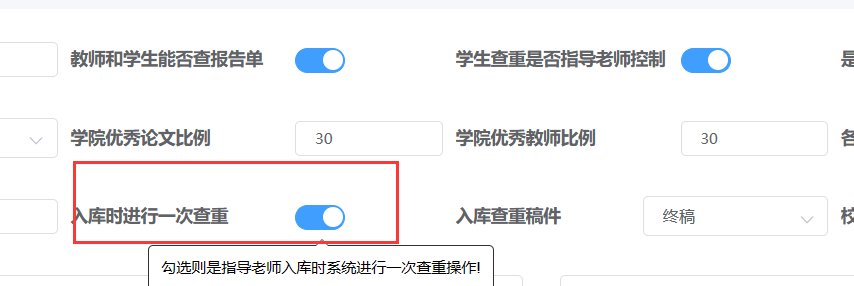 教师和学生能否查报告单 学生查重是否指导老师控制
学院优秀论文比例 30 学院优秀教师比例 30
入库时进行一次查重 入库查重稿件 终稿
勾选则是指导老师入库时系统进行一次查重操作!